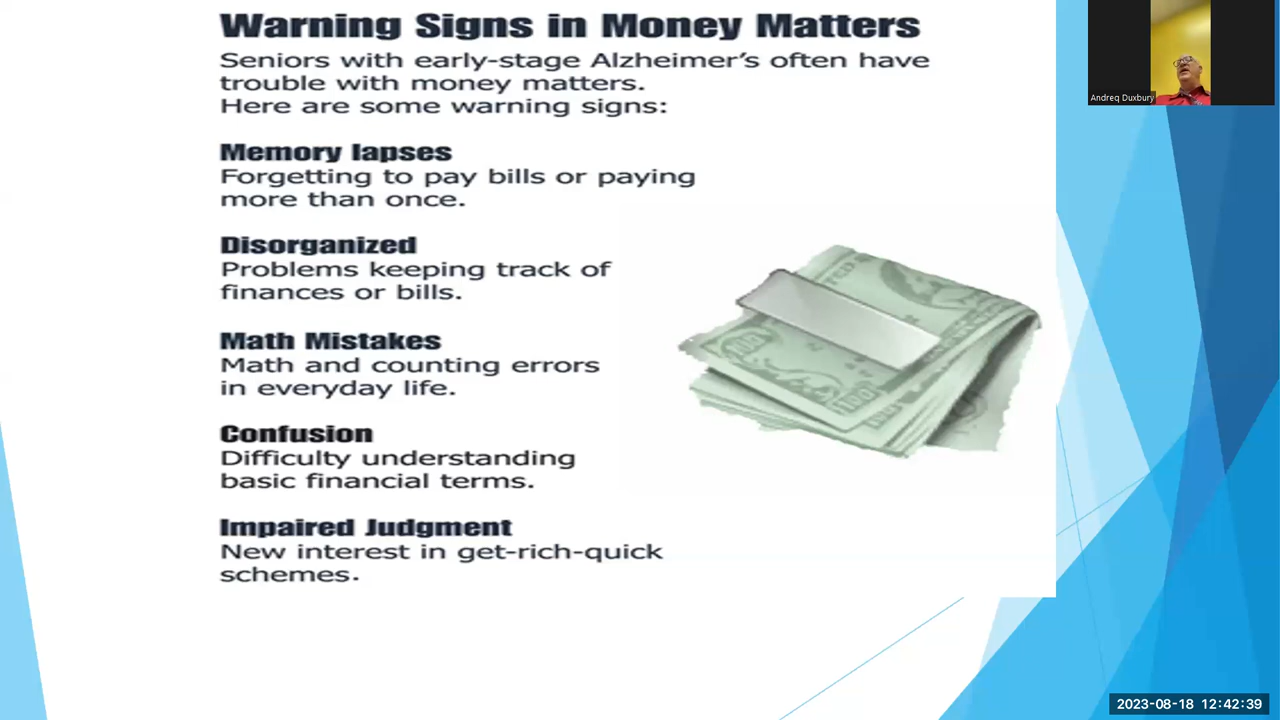 Warning Signs in Money Matters
Seniors with early-stage Alzheimer's often have
trouble with money matters.
Here are some warning signs:
Memory lapses
Forgetting to pay bills or paying
more than once.
Disorganized
Problems keeping track of
finances or bills.
Math Mistakes
Math and counting errors
in everyday life.
Confusion
Difficulty understanding
basic financial terms.
Impaired Judgment
New interest in get-rich-quick
schemes.
100
100
Andreq Duxbury
2023-08-18 12:42:39